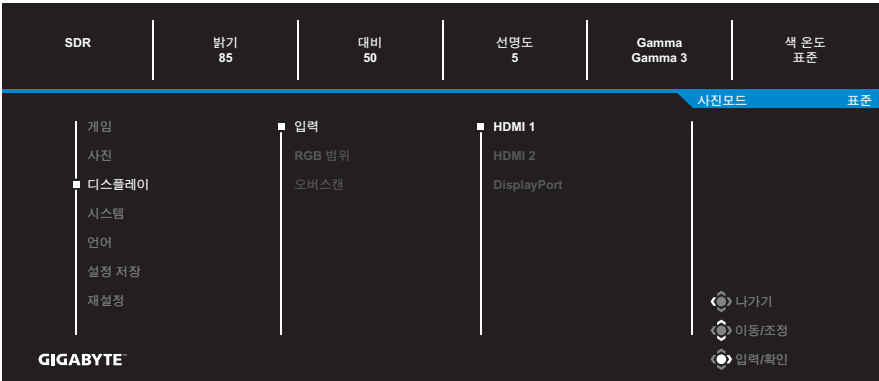 SDR
밝기
85
대비
50
선명도
5
Gamma
Gamma 3
색 온도
표준
사진모드 표준
게임
사진
디스플레이
시스템
언어
설정 저장
재설정
입력
RGB 범위
오버스캔
HDMI 1
HDMI 2
DisplayPort
나가기
이동/조정
입력/확인
GIGABYTE™